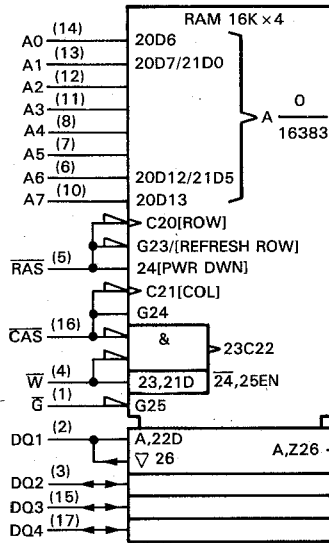 RAM 16K×4
A0 (14) 20D6
A1 (13) 20D7/21D0
A2 (12)
A3 (11) A 0/16383
A4 (8)
A5 (7)
A6 (6) 20D12/21D5
A7 (10) 20D13
C20[ROW]
G23/[REFRESH ROW]
R̅A̅S̅ (5) 24[PWR DWN]
C21[COL]
G24
C̅A̅S̅ (16) & 23C22
W̅ (4) 23,21D 2̅4̅,25EN
G̅ (1) G25
DQ1 (2) A,22D A,Z26
▽ 26
DQ2 (3)
DQ3 (15)
DQ4 (17)